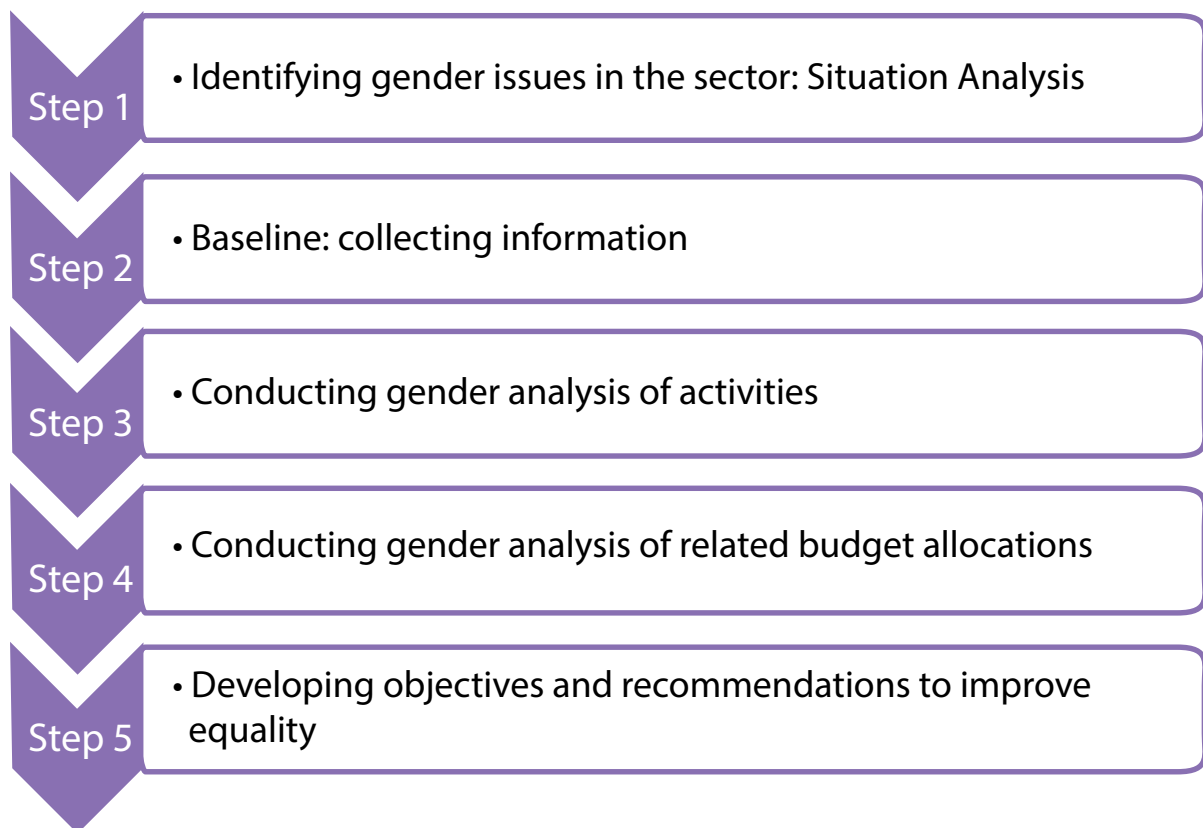 Step 1
• Identifying gender issues in the sector: Situation Analysis
Step 2
• Baseline: collecting information
Step 3
• Conducting gender analysis of activities
Step 4
• Conducting gender analysis of related budget allocations
Step 5
• Developing objectives and recommendations to improve
equality